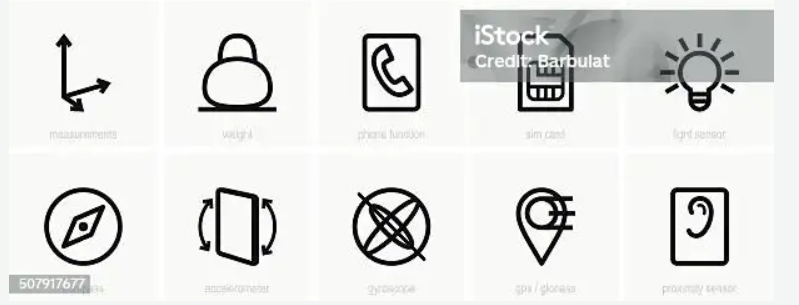 iStock
Credit: Barbulat
measurements
weight
phone function
sim card
light sensor
accelerometer
gyroscope
gps / glonass
proximity sensor
507917677